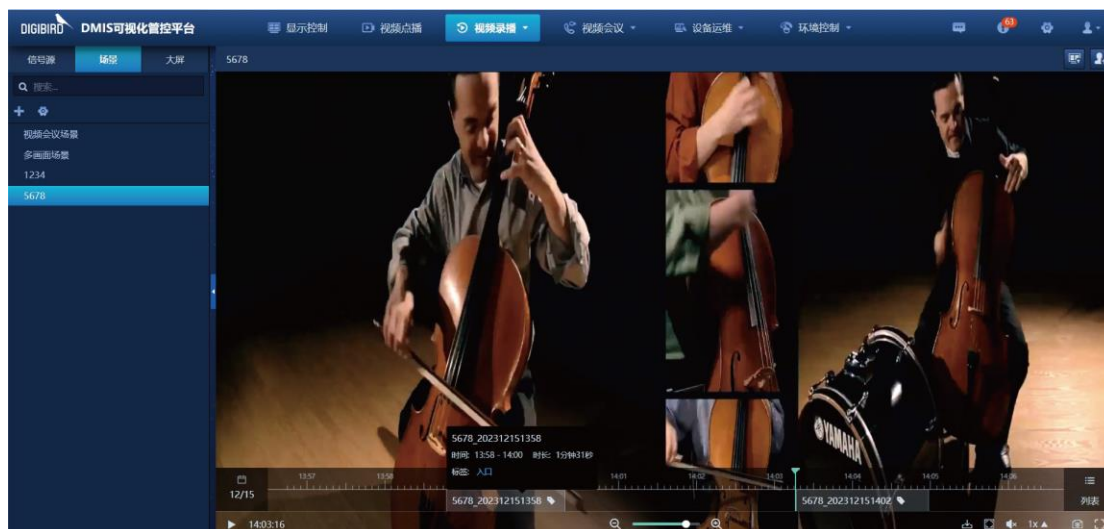 DIGIBIRD DMIS可视化管控平台 显示控制 视频点播 视频录播 视频会议 设备运维 环境控制 63
信号源 场景 大屏 5678
搜索...
视频会议场景
多画面场景
1234
5678
YAMAHA
5678_202312151358
时间: 13:58 - 14:00 时长: 1分钟31秒
标签: 入口
13:57 13:58 14:01 14:02 14:03 14:04 14:05 14:06
12/15 5678_202312151358 5678_202312151402 列表
14:03:16 1x